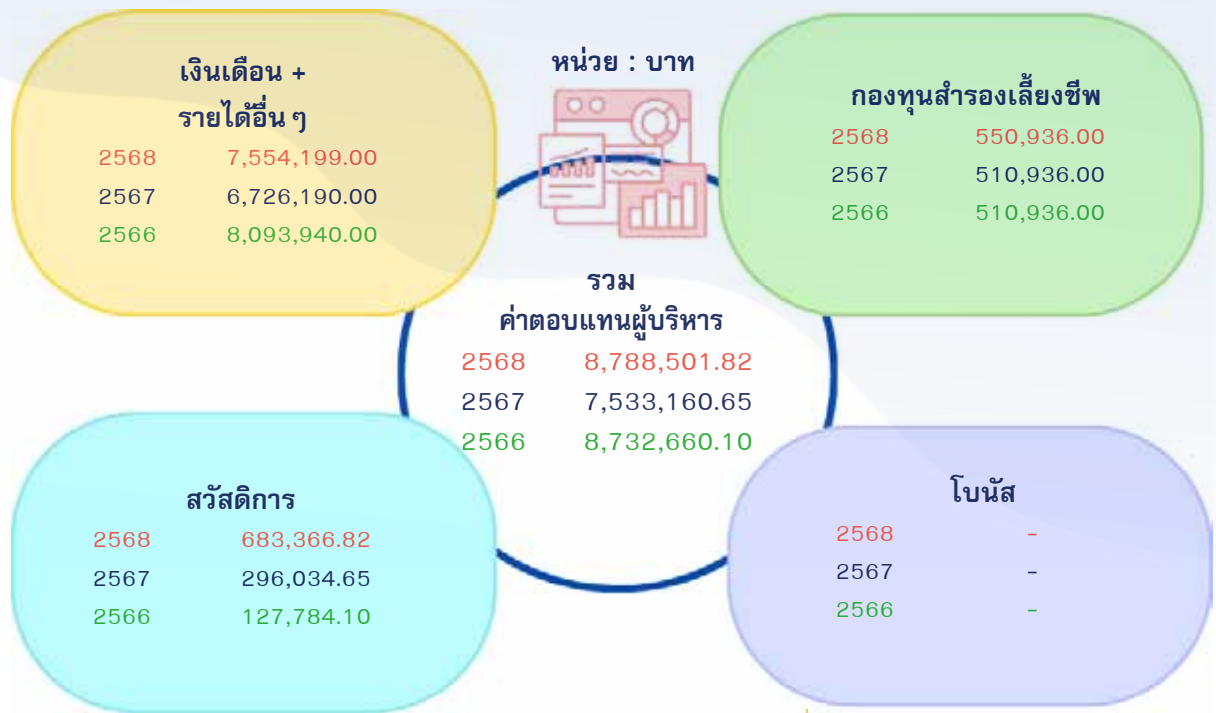 เงินเดือน +
รายได้อื่น ๆ
2568 7,554,199.00
2567 6,726,190.00
2566 8,093,940.00
หน่วย : บาท
กองทุนสำรองเลี้ยงชีพ
2568 550,936.00
2567 510,936.00
2566 510,936.00
รวม
ค่าตอบแทนผู้บริหาร
2568 8,788,501.82
2567 7,533,160.65
2566 8,732,660.10
สวัสดิการ
2568 683,366.82
2567 296,034.65
2566 127,784.10
โบนัส
2568 -
2567 -
2566 -